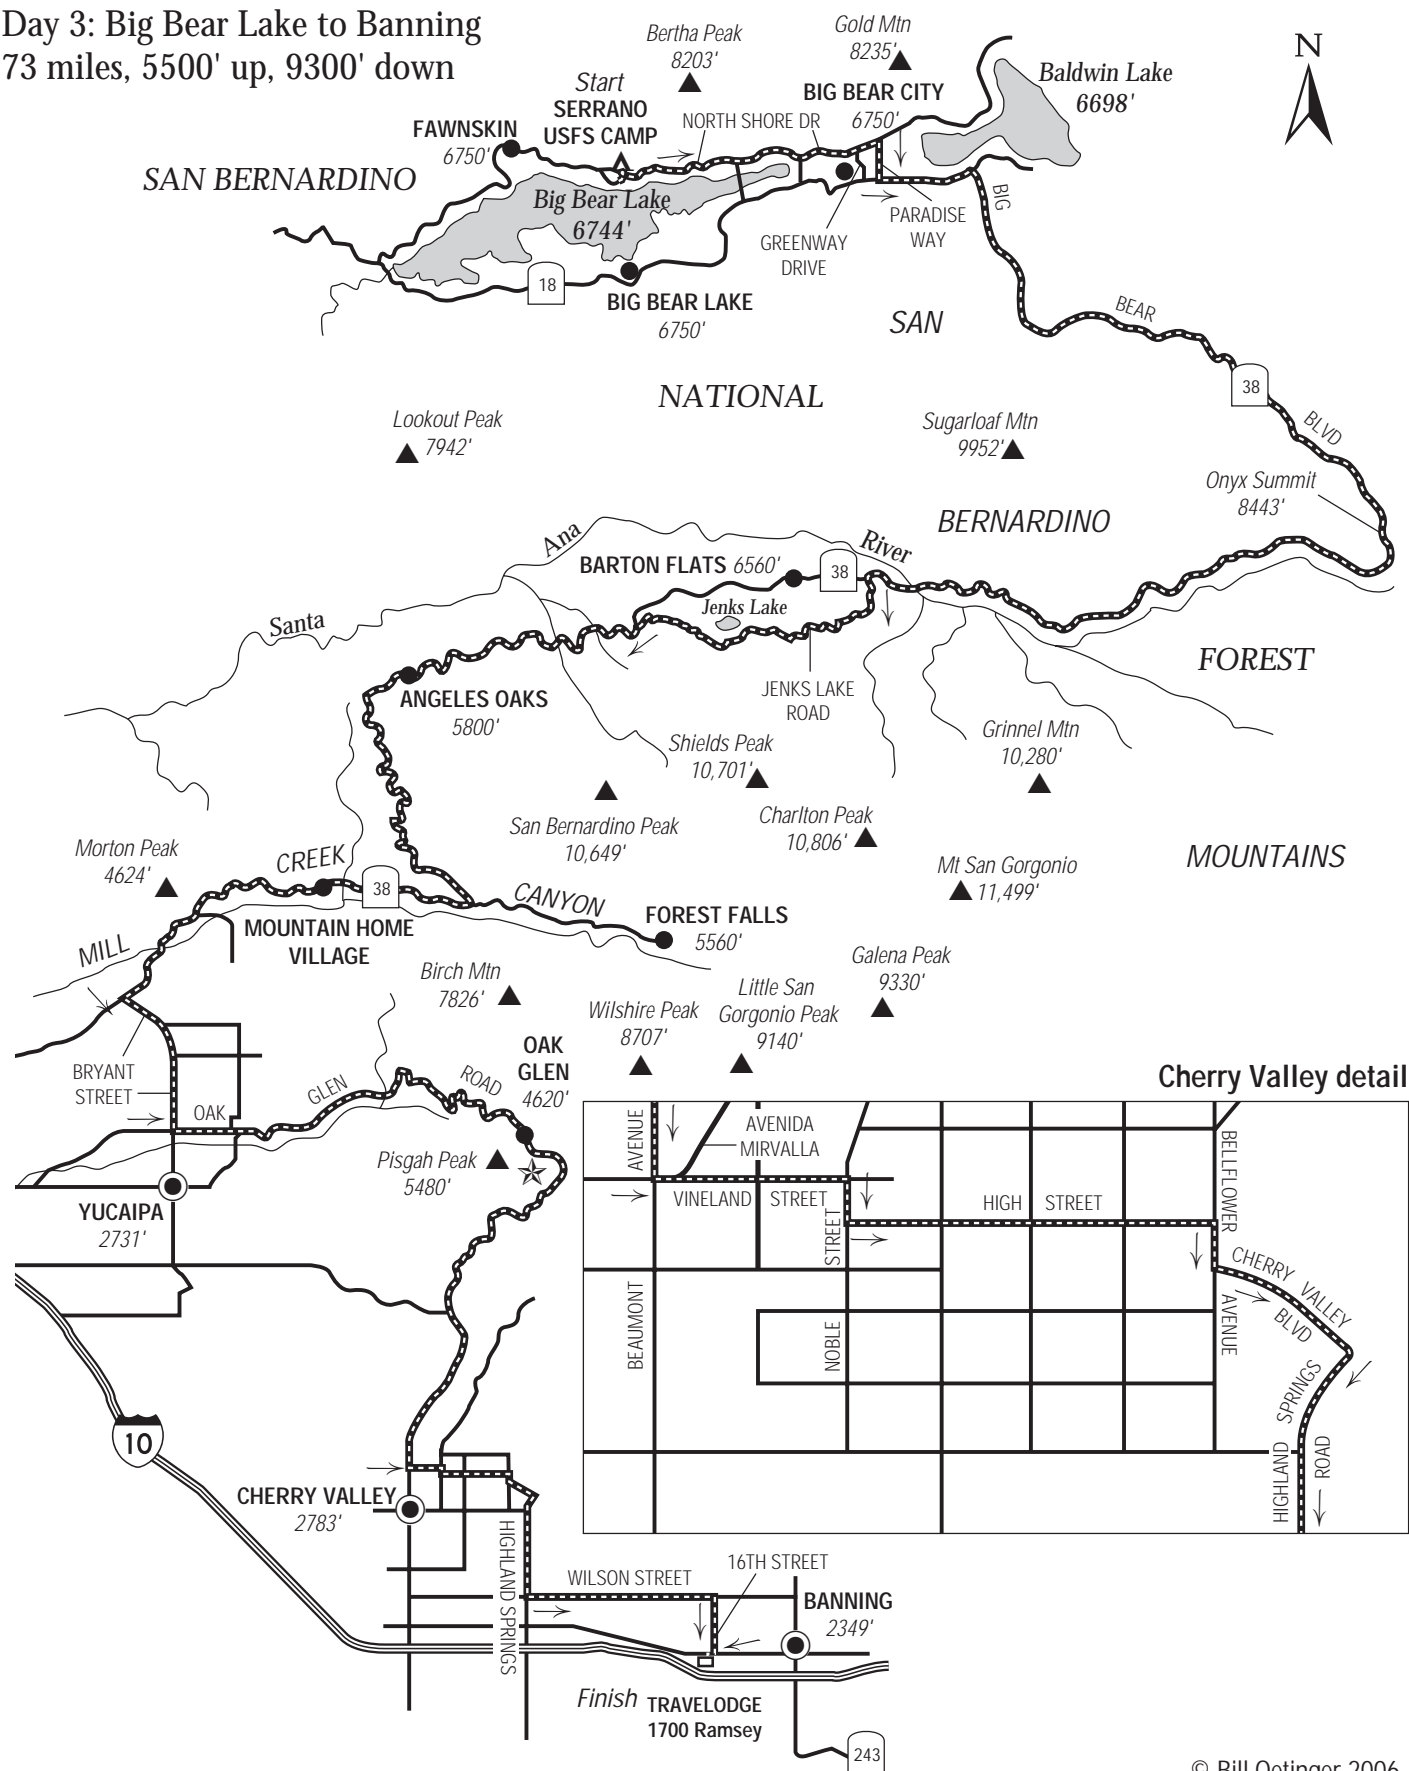 Day 3: Big Bear Lake to Banning
73 miles, 5500' up, 9300' down
Bertha Peak
8203'
Gold Mtn
8235'
N
Start
SERRANO
USFS CAMP
NORTH SHORE DR
BIG BEAR CITY
6750'
Baldwin Lake
6698'
FAWNSKIN
6750'
SAN BERNARDINO
Big Bear Lake
6744'
GREENWAY
DRIVE
PARADISE
WAY
BIG
18
BIG BEAR LAKE
6750'
SAN
BEAR
NATIONAL
38
BLVD
Lookout Peak
7942'
Sugarloaf Mtn
9952'
Onyx Summit
8443'
BERNARDINO
Ana
River
BARTON FLATS 6560'
38
Jenks Lake
Santa
FOREST
JENKS LAKE
ROAD
ANGELES OAKS
5800'
Shields Peak
10,701'
Grinnel Mtn
10,280'
San Bernardino Peak
10,649'
Charlton Peak
10,806'
Morton Peak
4624'
CREEK
38
MOUNTAINS
Mt San Gorgonio
11,499'
CANYON
FOREST FALLS
5560'
MOUNTAIN HOME
VILLAGE
MILL
Birch Mtn
7826'
Galena Peak
9330'
Little San
Gorgonio Peak
9140'
Wilshire Peak
8707'
OAK
GLEN
4620'
BRYANT
STREET
OAK
GLEN
ROAD
Pisgah Peak
5480'
YUCAIPA
2731'
Cherry Valley detail
AVENUE
AVENIDA
MIRVALLA
BELLFLOWER
VINELAND
STREET
STREET
HIGH
STREET
CHERRY
VALLEY
BLVD
BEAUMONT
NOBLE
AVENUE
SPRINGS
HIGHLAND
ROAD
10
CHERRY VALLEY
2783'
HIGHLAND SPRINGS
WILSON STREET
16TH STREET
BANNING
2349'
Finish
TRAVELODGE
1700 Ramsey
243
© Bill Oetinger 2006